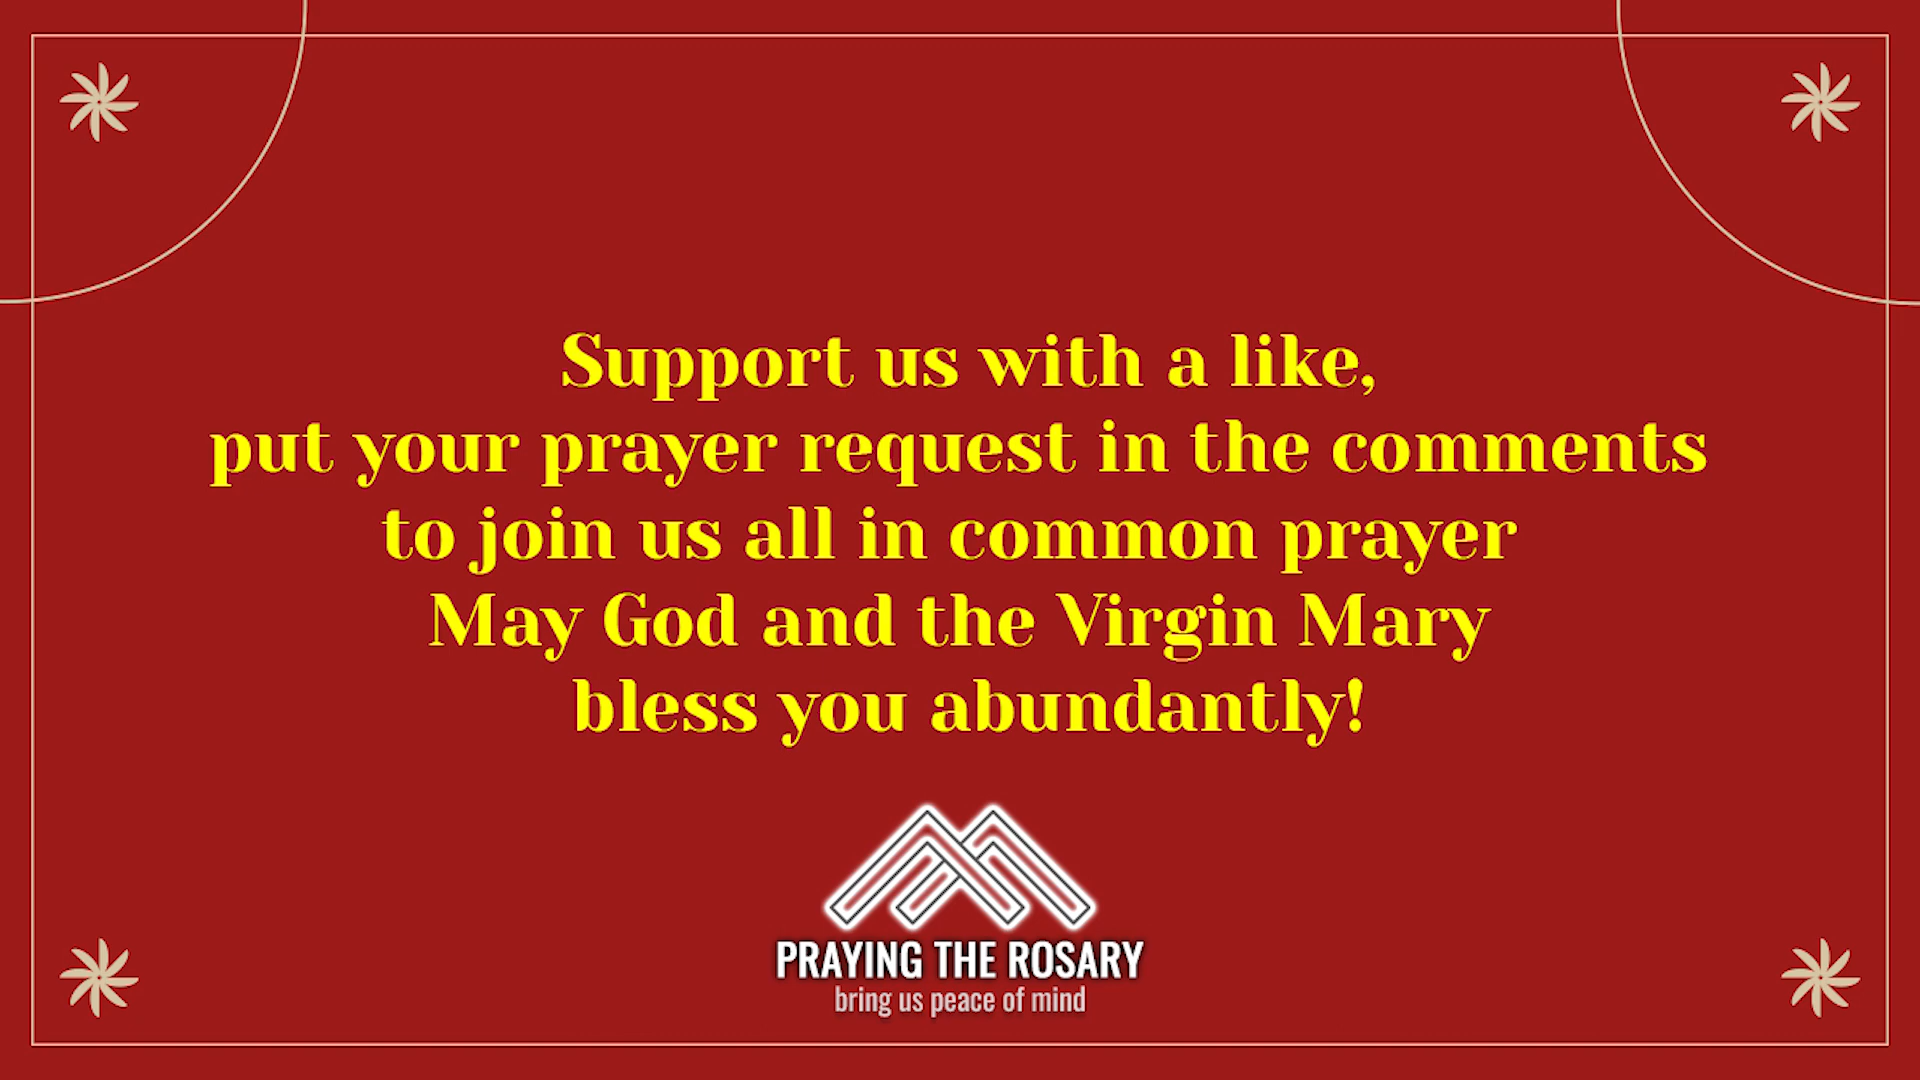 Support us with a like,
put your prayer request in the comments
to join us all in common prayer
May God and the Virgin Mary
bless you abundantly!
PRAYING THE ROSARY
bring us peace of mind